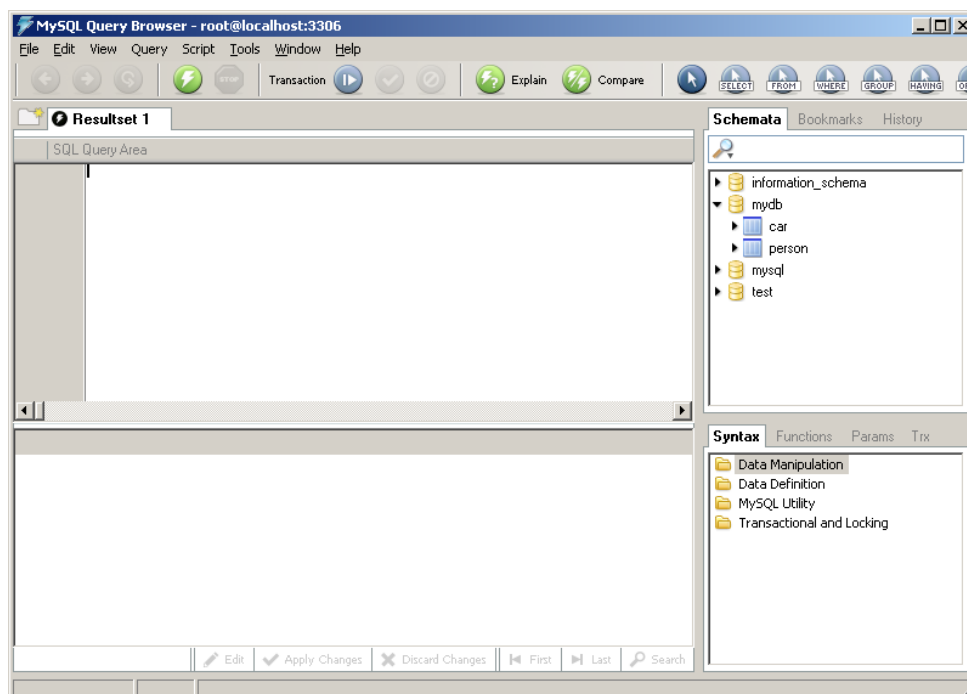 MySQL Query Browser - root@localhost:3306
File Edit View Query Script Tools Window Help
STOP Transaction Explain Compare SELECT FROM WHERE GROUP HAVING
Resultset 1
SQL Query Area
Schemata Bookmarks History
information_schema
mydb
car
person
mysql
test
Syntax Functions Params Trx
Data Manipulation
Data Definition
MySQL Utility
Transactional and Locking
Edit Apply Changes Discard Changes First Last Search